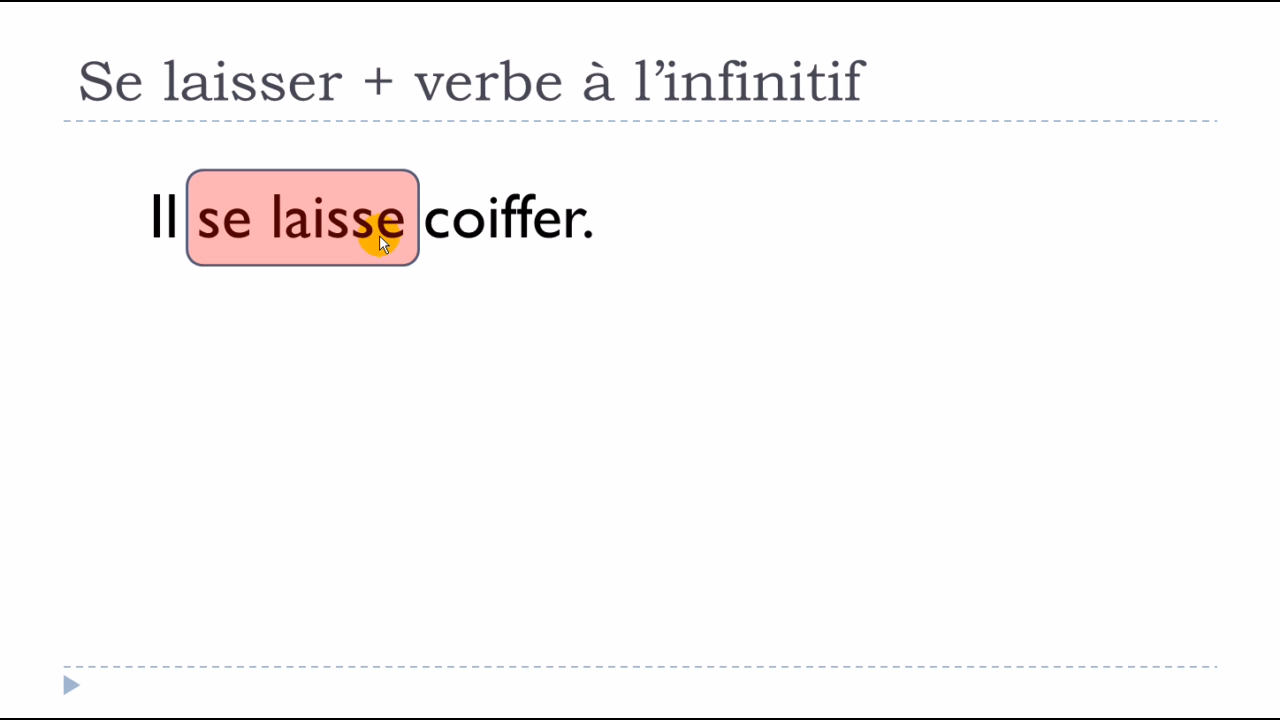 Se laisser + verbe à l’infinitif
Il se laisse coiffer.